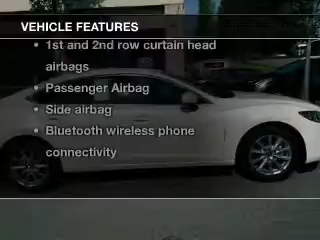 VEHICLE FEATURES
• 1st and 2nd row curtain head
airbags
• Passenger Airbag
• Side airbag
• Bluetooth wireless phone
connectivity